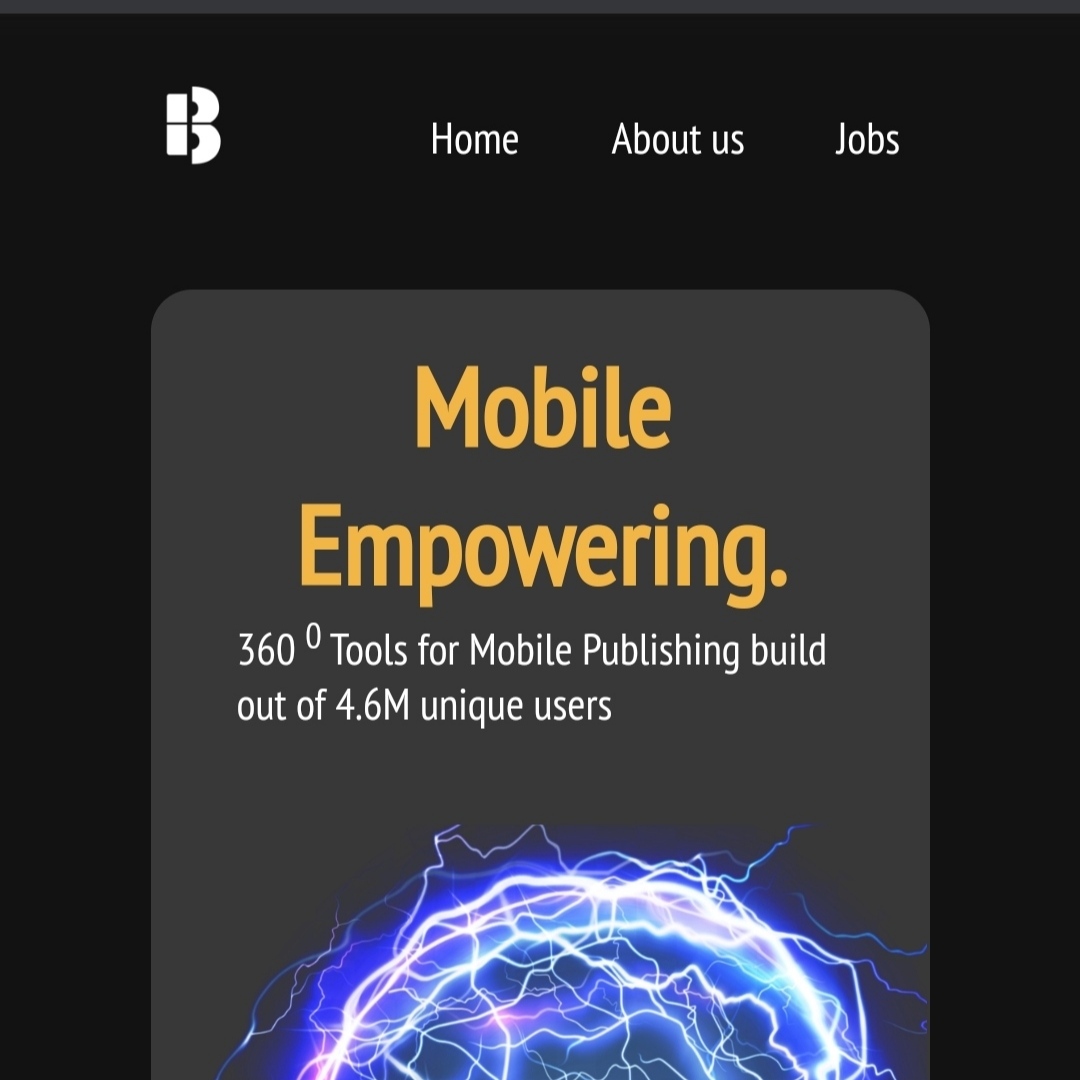 B
Home About us Jobs
Mobile
Empowering.
360 ⁰ Tools for Mobile Publishing build
out of 4.6M unique users